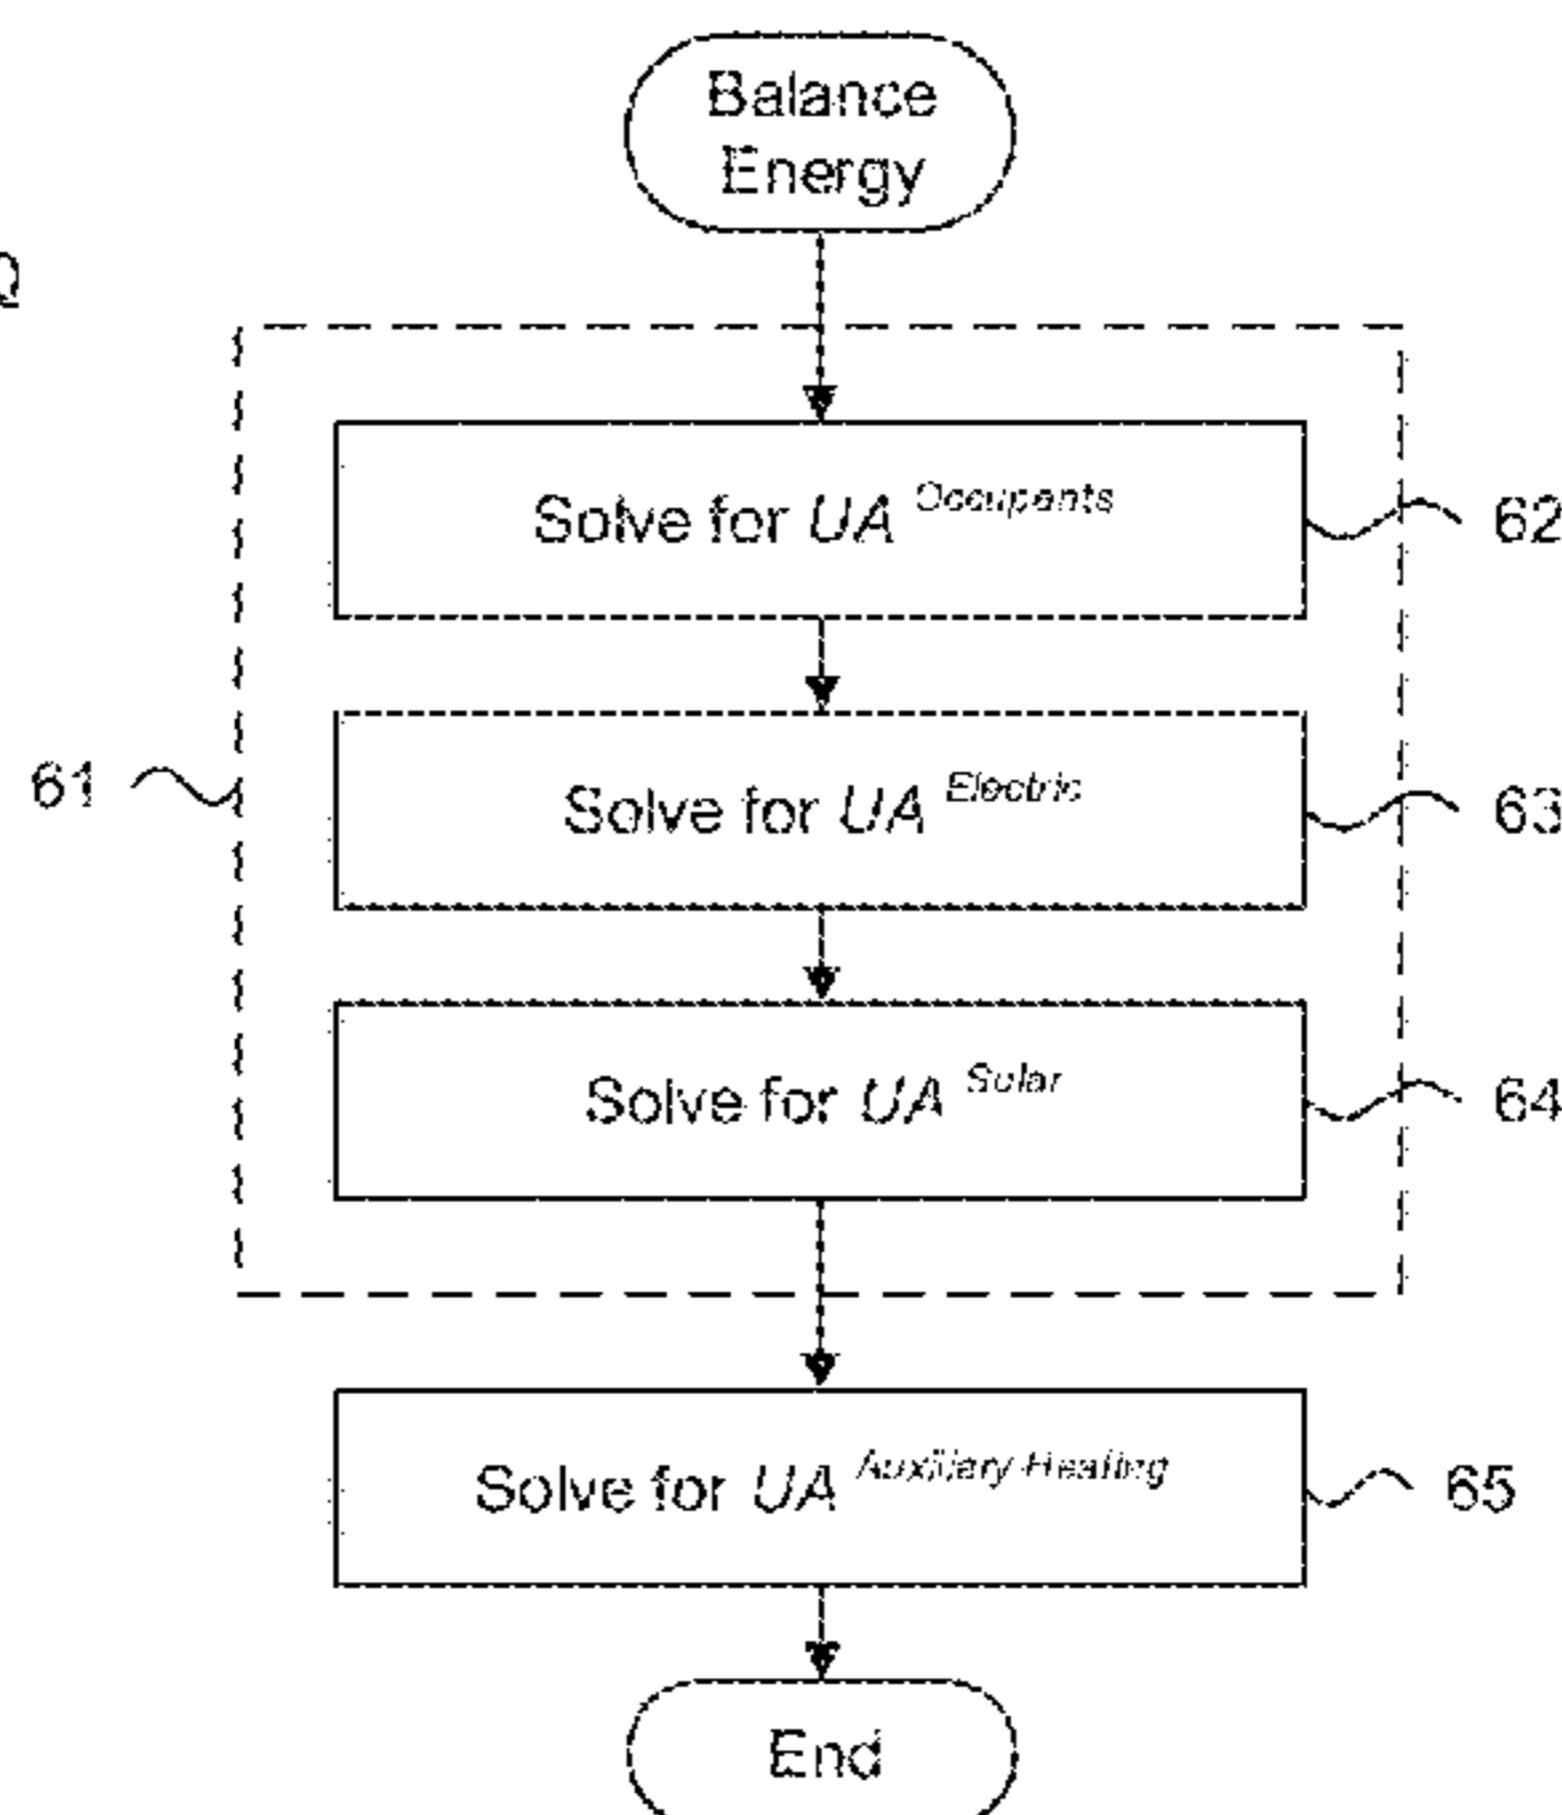 Balance
Energy
Solve for UA Occupants
62
Solve for UA Electric
61
63
Solve for UA Solar
64
Solve for UA Auxiliary Heating
65
End